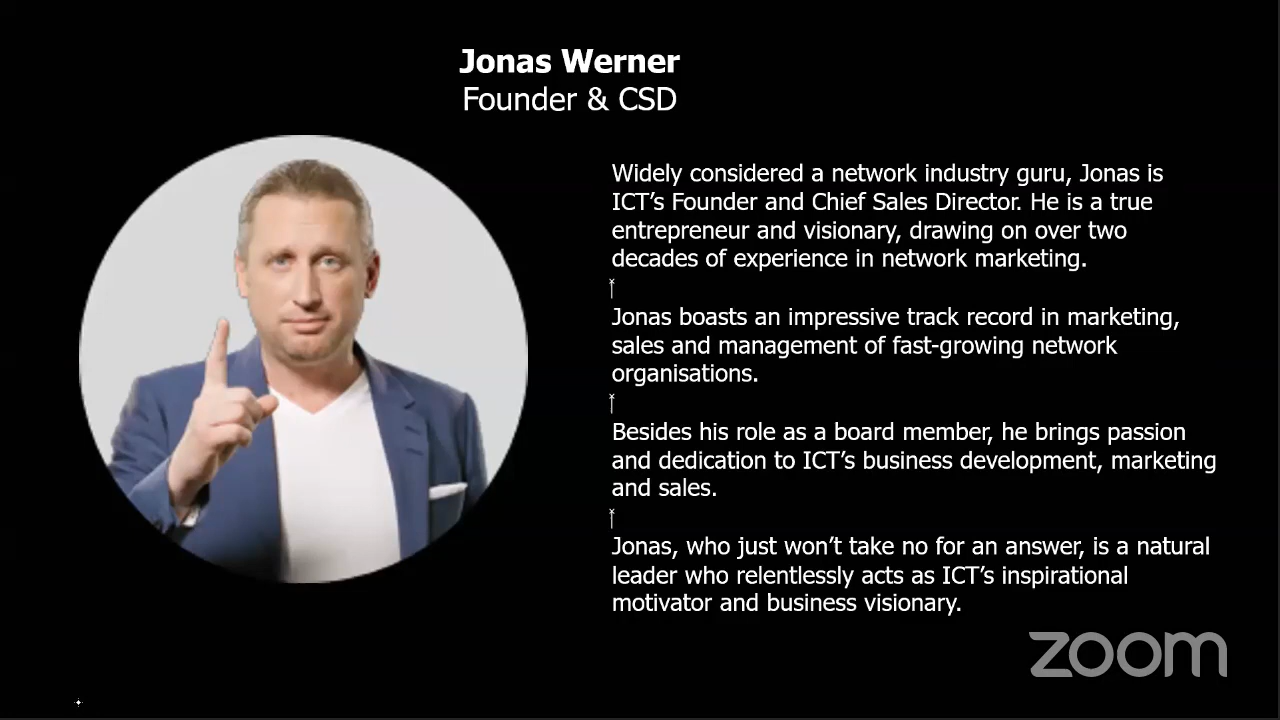 Jonas Werner
Founder & CSD
Widely considered a network industry guru, Jonas is
ICT’s Founder and Chief Sales Director. He is a true
entrepreneur and visionary, drawing on over two
decades of experience in network marketing.
Jonas boasts an impressive track record in marketing,
sales and management of fast-growing network
organisations.
Besides his role as a board member, he brings passion
and dedication to ICT’s business development, marketing
and sales.
Jonas, who just won’t take no for an answer, is a natural
leader who relentlessly acts as ICT’s inspirational
motivator and business visionary.
zoom